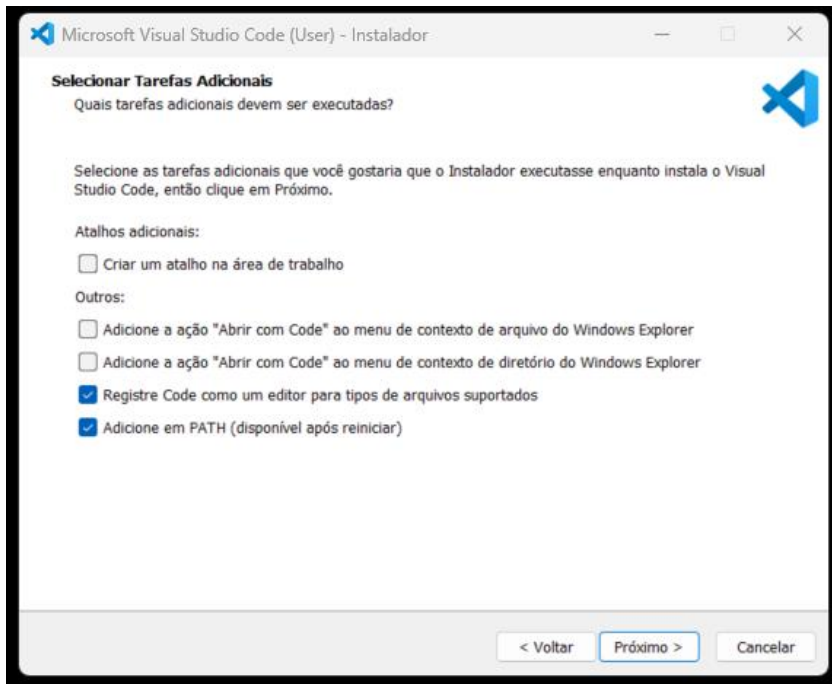 Microsoft Visual Studio Code (User) - Instalador
Selecionar Tarefas Adicionais
Quais tarefas adicionais devem ser executadas?
Selecione as tarefas adicionais que você gostaria que o Instalador executasse enquanto instala o Visual
Studio Code, então clique em Próximo.
Atalhos adicionais:
Criar um atalho na área de trabalho
Outros:
Adicione a ação "Abrir com Code" ao menu de contexto de arquivo do Windows Explorer
Adicione a ação "Abrir com Code" ao menu de contexto de diretório do Windows Explorer
Registre Code como um editor para tipos de arquivos suportados
Adicione em PATH (disponível após reiniciar)
< Voltar Próximo > Cancelar